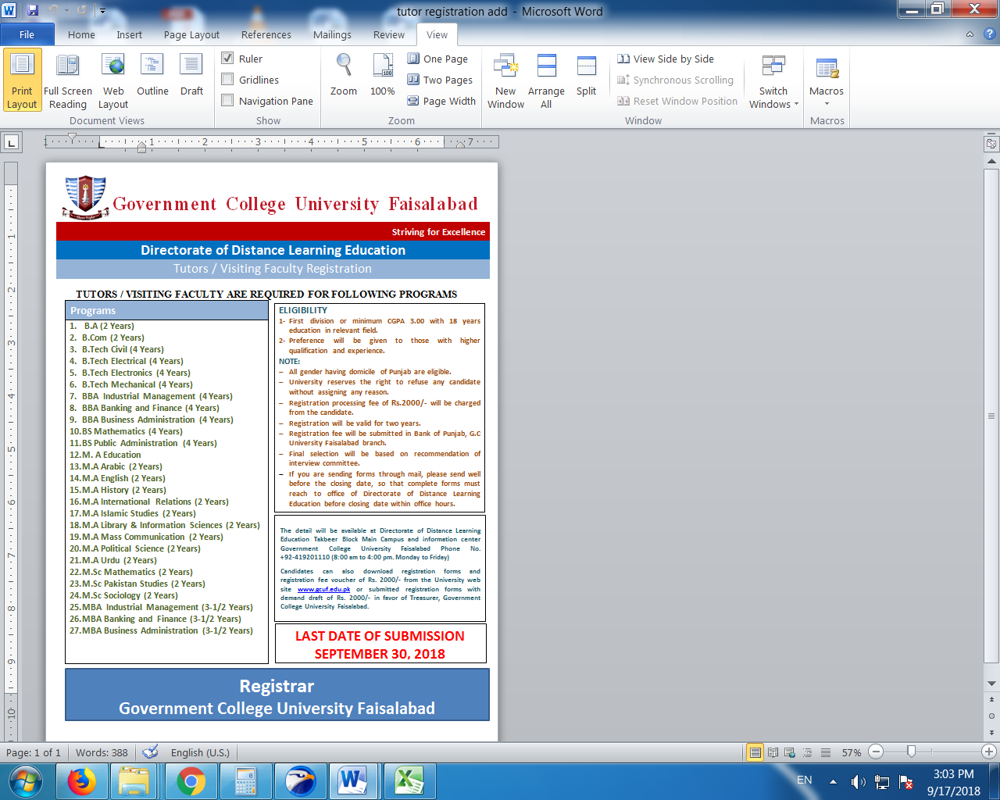 tutor registration add - Microsoft Word
File Home Insert Page Layout References Mailings Review View
Print Layout
Full Screen Reading
Web Layout
Outline
Draft
Document Views
Ruler
Gridlines
Navigation Pane
Show
Zoom
100%
One Page
Two Pages
Page Width
Zoom
New Window
Arrange All
Split
View Side by Side
Synchronous Scrolling
Reset Window Position
Window
Switch Windows
Macros
Macros
Government College University Faisalabad
Striving for Excellence
Directorate of Distance Learning Education
Tutors / Visiting Faculty Registration
TUTORS / VISITING FACULTY ARE REQUIRED FOR FOLLOWING PROGRAMS
Programs
1. B.A (2 Years)
2. B.Com (2 Years)
3. B.Tech Civil (4 Years)
4. B.Tech Electrical (4 Years)
5. B.Tech Electronics (4 Years)
6. B.Tech Mechanical (4 Years)
7. BBA Industrial Management (4 Years)
8. BBA Banking and Finance (4 Years)
9. BBA Business Administration (4 Years)
10. BS Mathematics (4 Years)
11. BS Public Administration (4 Years)
12. M. A Education
13. M.A Arabic (2 Years)
14. M.A English (2 Years)
15. M.A History (2 Years)
16. M.A International Relations (2 Years)
17. M.A Islamic Studies (2 Years)
18. M.A Library & Information Sciences (2 Years)
19. M.A Mass Communication (2 Years)
20. M.A Political Science (2 Years)
21. M.A Urdu (2 Years)
22. M.Sc Mathematics (2 Years)
23. M.Sc Pakistan Studies (2 Years)
24. M.Sc Sociology (2 Years)
25. MBA Industrial Management (3-1/2 Years)
26. MBA Banking and Finance (3-1/2 Years)
27. MBA Business Administration (3-1/2 Years)
ELIGIBILITY
1- First division or minimum CGPA 3.00 with 18 years
education in relevant field.
2- Preference will be given to those with higher
qualification and experience.
NOTE:
– All gender having domicile of Punjab are eligible.
– University reserves the right to refuse any candidate
without assigning any reason.
– Registration processing fee of Rs.2000/- will be charged
from the candidate.
– Registration will be valid for two years.
– Registration fee will be submitted in Bank of Punjab, G.C
University Faisalabad branch.
– Final selection will be based on recommendation of
interview committee.
– If you are sending forms through mail, please send well
before the closing date, so that complete forms must
reach to office of Directorate of Distance Learning
Education before closing date within office hours.
The detail will be available at Directorate of Distance Learning
Education Takbeer Block Main Campus and information center
Government College University Faisalabad Phone No.
+92-419201110 (8:00 am to 4:00 pm. Monday to Friday)
Candidates can also download registration forms and
registration fee voucher of Rs. 2000/- from the University web
site www.gcuf.edu.pk or submitted registration forms with
demand draft of Rs. 2000/- in favor of Treasurer, Government
College University Faisalabad.
LAST DATE OF SUBMISSION
SEPTEMBER 30, 2018
Registrar
Government College University Faisalabad
Page: 1 of 1 Words: 388 English (U.S.) 57%
EN 3:03 PM
9/17/2018